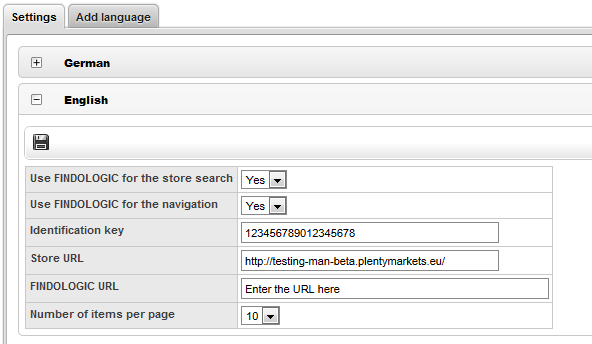 Settings
Add language
German
English
Use FINDOLOGIC for the store search Yes
Use FINDOLOGIC for the navigation Yes
Identification key 123456789012345678
Store URL http://testing-man-beta.plentymarkets.eu/
FINDOLOGIC URL Enter the URL here
Number of items per page 10